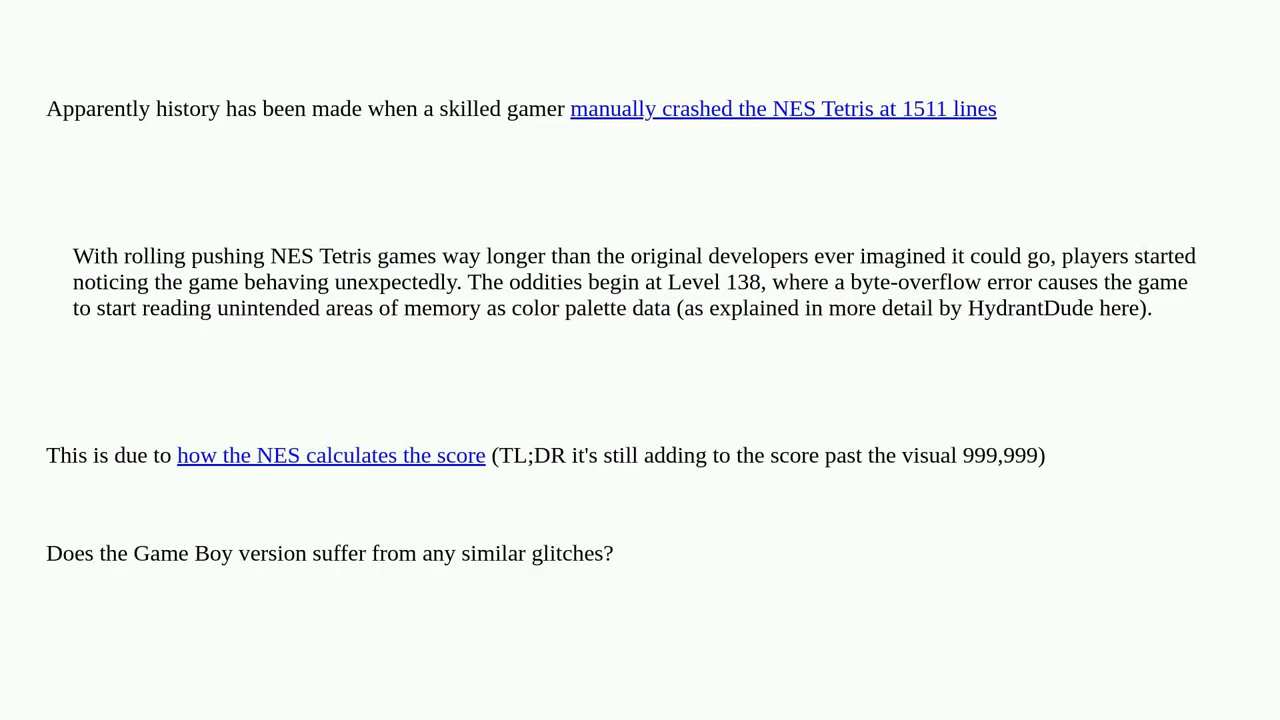 Apparently history has been made when a skilled gamer manually crashed the NES Tetris at 1511 lines
With rolling pushing NES Tetris games way longer than the original developers ever imagined it could go, players started
noticing the game behaving unexpectedly. The oddities begin at Level 138, where a byte-overflow error causes the game
to start reading unintended areas of memory as color palette data (as explained in more detail by HydrantDude here).
This is due to how the NES calculates the score (TL;DR it's still adding to the score past the visual 999,999)
Does the Game Boy version suffer from any similar glitches?